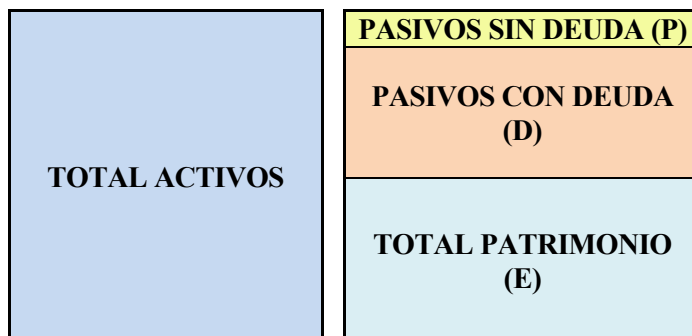 TOTAL ACTIVOS
PASIVOS SIN DEUDA (P)
PASIVOS CON DEUDA
(D)
TOTAL PATRIMONIO
(E)